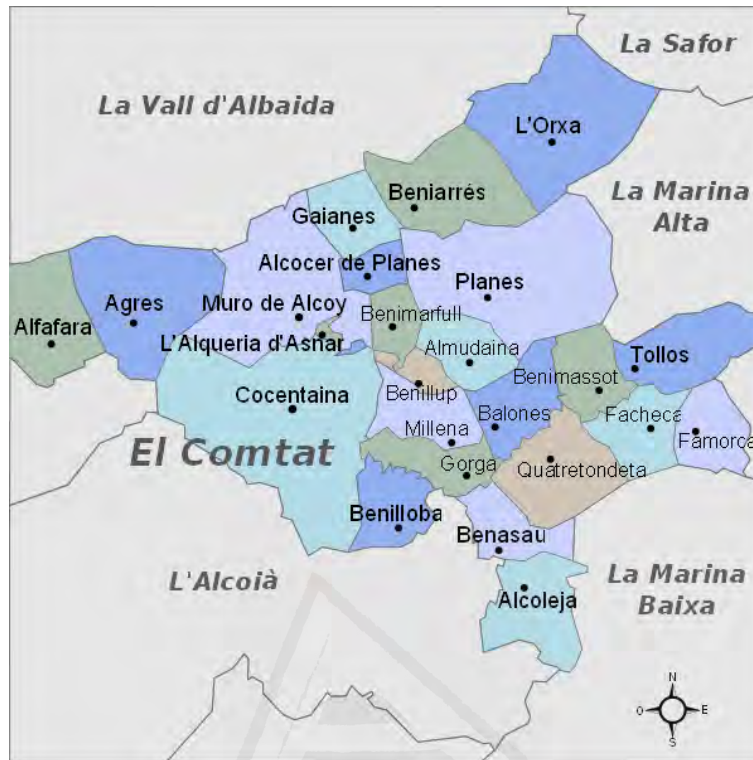 La Safor
La Vall d'Albaida
L'Orxa
Beniarrés
La Marina
Alta
Gaianes
Alcocer de Planes
Planes
Agres
Muro de Alcoy
Benimarfull
Alfafara
L'Alqueria d'Asnar
Almudaina
Tollos
Benimassot
Cocentaina
Benillup
Balones
Facheca
Famorca
Millena
El Comtat
Gorga
Quatretondeta
Benilloba
Benasau
L'Alcoià
La Marina
Baixa
Alcoleja
N
O
E
S